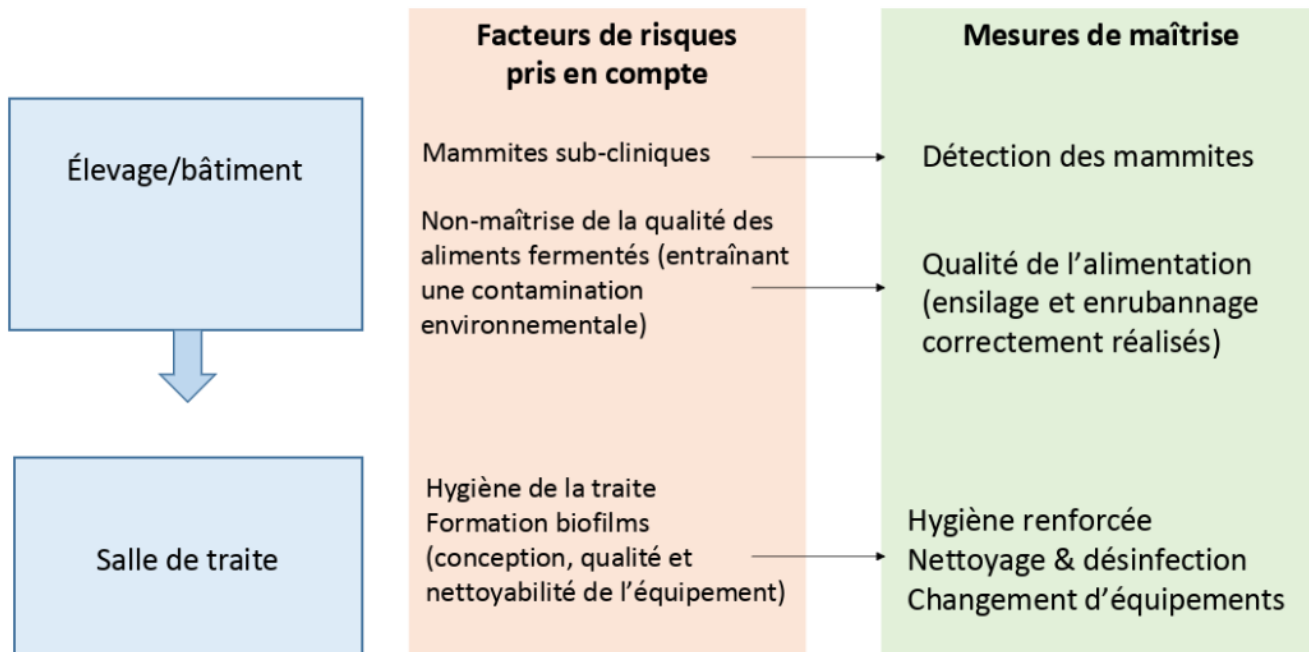 Facteurs de risques
pris en compte
Mesures de maîtrise
Élevage/bâtiment
Mammites sub-cliniques
Détection des mammites
Non-maîtrise de la qualité des
aliments fermentés (entraînant
une contamination
environnementale)
Qualité de l’alimentation
(ensilage et enrubannage
correctement réalisés)
Salle de traite
Hygiène de la traite
Formation biofilms
(conception, qualité et
nettoyabilité de l’équipement)
Hygiène renforcée
Nettoyage & désinfection
Changement d’équipements